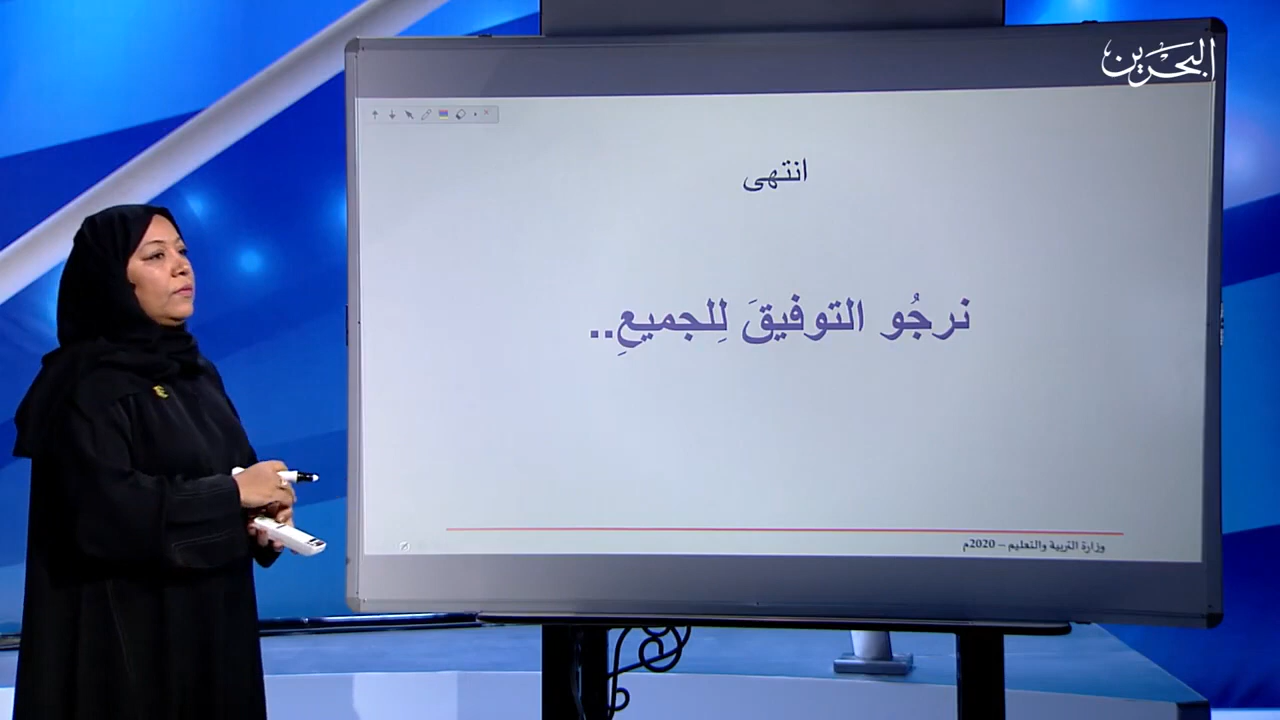 البحرين
انتهى
نرجُو التوفيقَ لِلجميعِ..
وزارة التربية والتعليم – 2020م